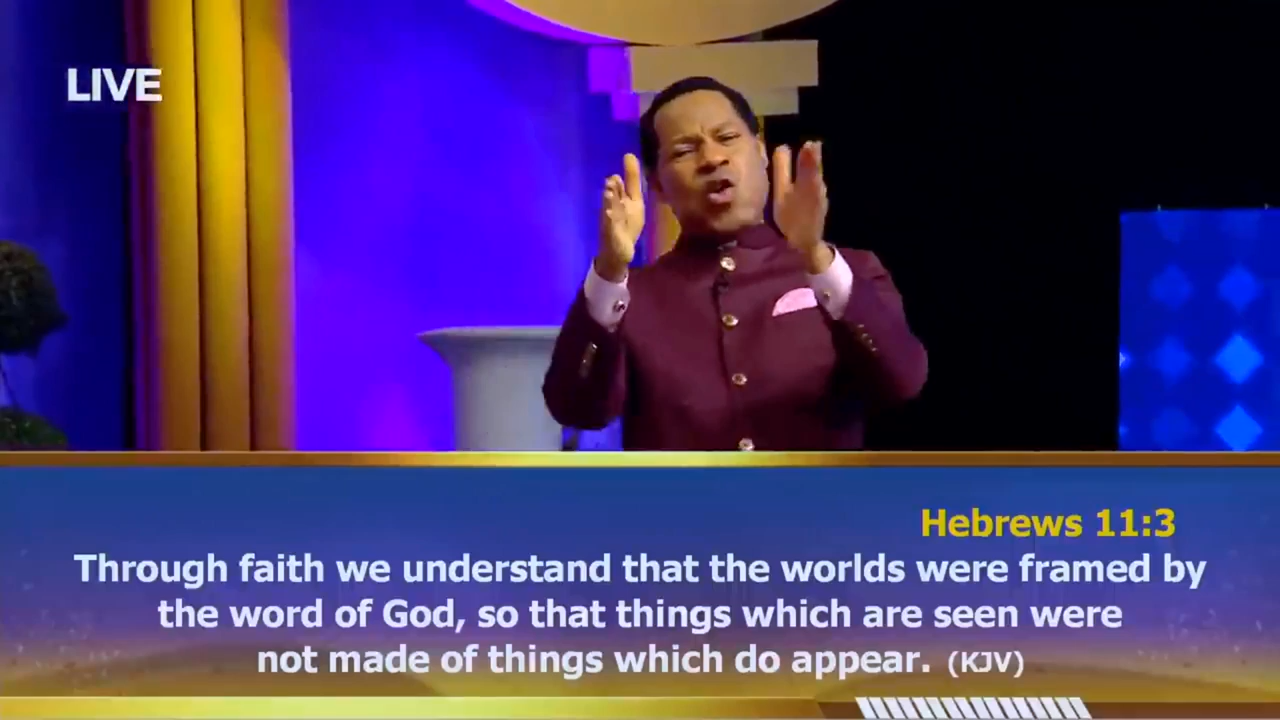 LIVE
Hebrews 11:3
Through faith we understand that the worlds were framed by
the word of God, so that things which are seen were
not made of things which do appear. (KJV)